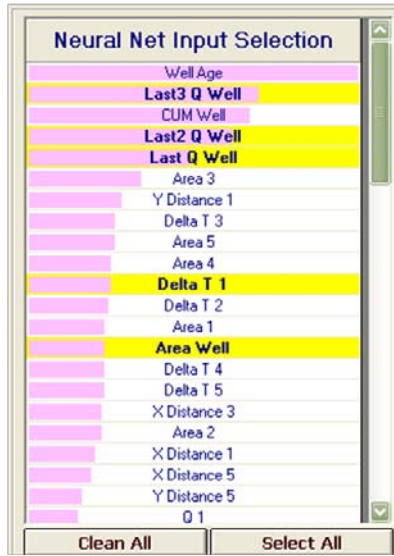 Neural Net Input Selection
Well Age
Last3 Q Well
CUM Well
Last2 Q Well
Last Q Well
Area 3
Y Distance 1
Delta T 3
Area 5
Area 4
Delta T 1
Delta T 2
Area 1
Area Well
Delta T 4
Delta T 5
X Distance 3
Area 2
X Distance 1
X Distance 5
Y Distance 5
Q 1
Clean All Select All